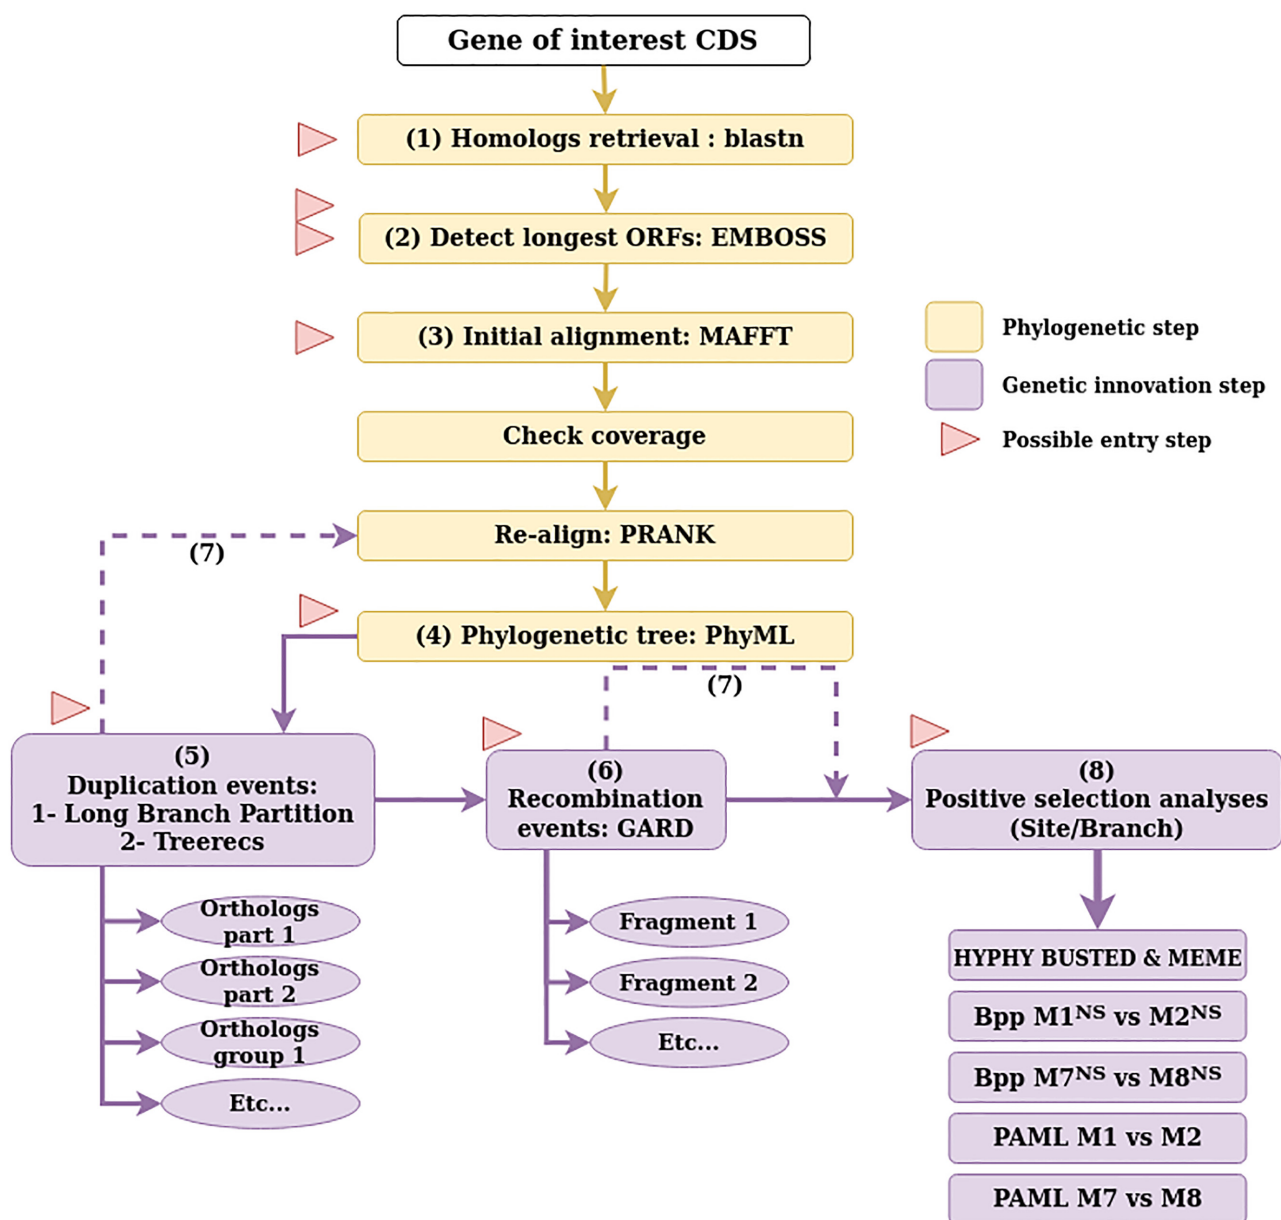 Gene of interest CDS
(1) Homologs retrieval : blastn
(2) Detect longest ORFs: EMBOSS
(3) Initial alignment: MAFFT
Check coverage
Re-align: PRANK
(7)
(4) Phylogenetic tree: PhyML
(7)
Phylogenetic step
Genetic innovation step
Possible entry step
(5)
Duplication events:
1- Long Branch Partition
2- Treerecs
Orthologs
part 1
Orthologs
part 2
Orthologs
group 1
Etc...
(6)
Recombination
events: GARD
Fragment 1
Fragment 2
Etc...
(8)
Positive selection analyses
(Site/Branch)
HYPHY BUSTED & MEME
Bpp M1ᴺˢ vs M2ᴺˢ
Bpp M7ᴺˢ vs M8ᴺˢ
PAML M1 vs M2
PAML M7 vs M8